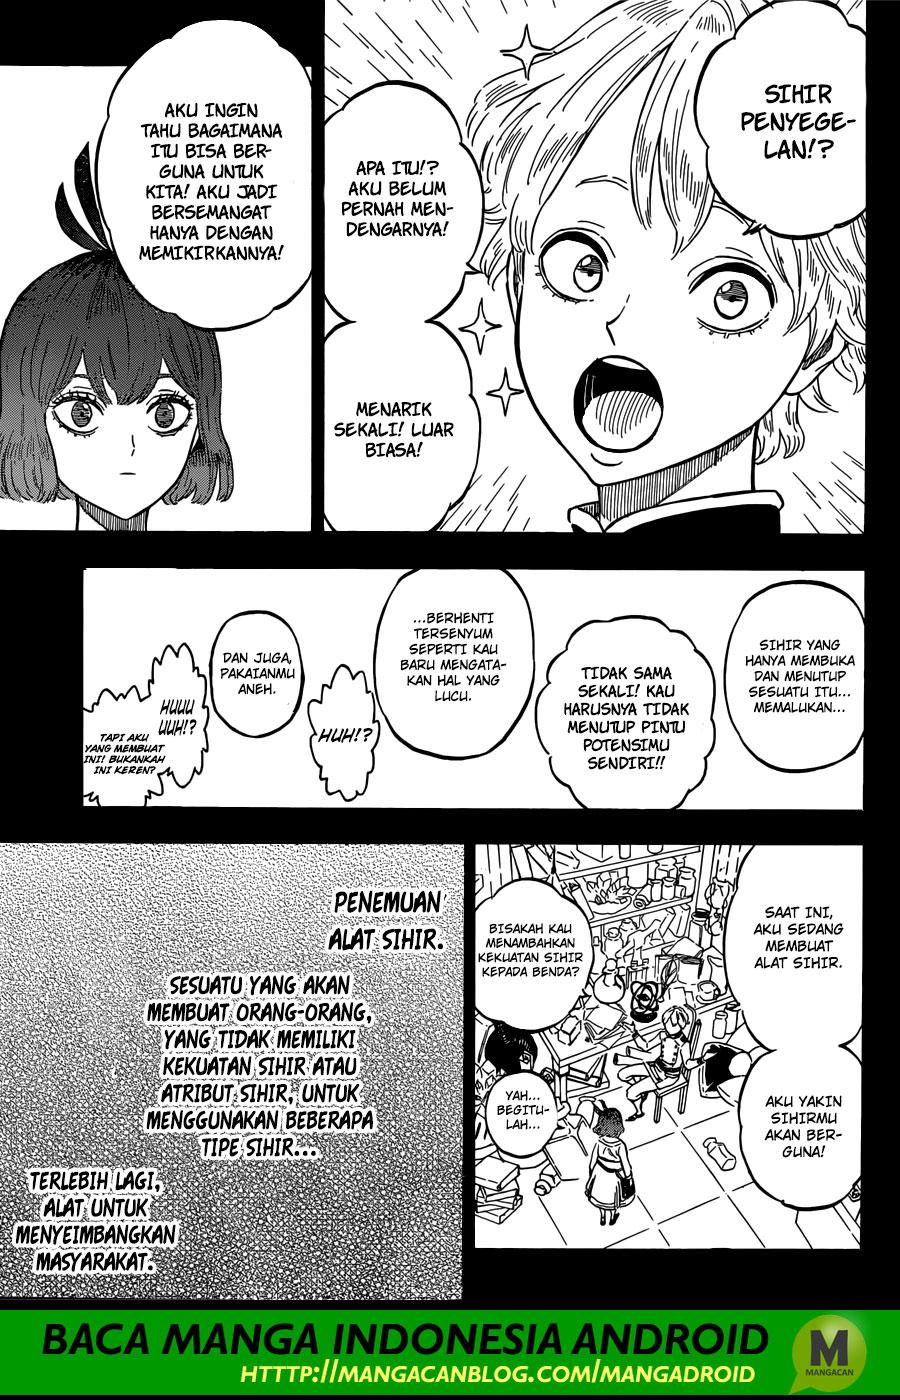 SIHIR
PENYEGE-
LAN!?
APA ITU!?
AKU BELUM
PERNAH MEN-
DENGARNYA!
MENARIK
SEKALI! LUAR
BIASA!
AKU INGIN
TAHU BAGAIMANA
ITU BISA BER-
GUNA UNTUK
KITA! AKU JADI
BERSEMANGAT
HANYA DENGAN
MEMIKIRKANNYA!
SIHIR YANG
HANYA MEMBUKA
DAN MENUTUP
SESUATU ITU...
MEMALUKAN...
TIDAK SAMA
SEKALI! KAU
HARUSNYA TIDAK
MENUTUP PINTU
POTENSIMU
SENDIRI!!
...BERHENTI
TERSENYUM
SEPERTI KAU
BARU MENGATA-
KAN HAL YANG
LUCU.
HUH!?
DAN JUGA,
PAKAIANMU
ANEH.
HUUU
UUH!?
TAPI AKU
YANG MEMBUAT
INI! BUKANKAH
INI KEREN?
SAAT INI,
AKU SEDANG
MEMBUAT
ALAT SIHIR.
BISAKAH KAU
MENAMBAHKAN
KEKUATAN SIHIR
KEPADA BENDA?
AKU YAKIN
SIHIRMU
AKAN BER-
GUNA!
YAH...
BEGITU-
LAH...
PENEMUAN
ALAT SIHIR.
SESUATU YANG AKAN
MEMBUAT ORANG-ORANG,
YANG TIDAK MEMILIKI
KEKUATAN SIHIR ATAU
ATRIBUT SIHIR, UNTUK
MENGGUNAKAN BEBERAPA
TIPE SIHIR...
TERLEBIH LAGI,
ALAT UNTUK
MENYEIMBANGKAN
MASYARAKAT.
BACA MANGA INDONESIA ANDROID
HTTTP://MANGACANBLOG.COM/MANGADROID
M
MANGACAN